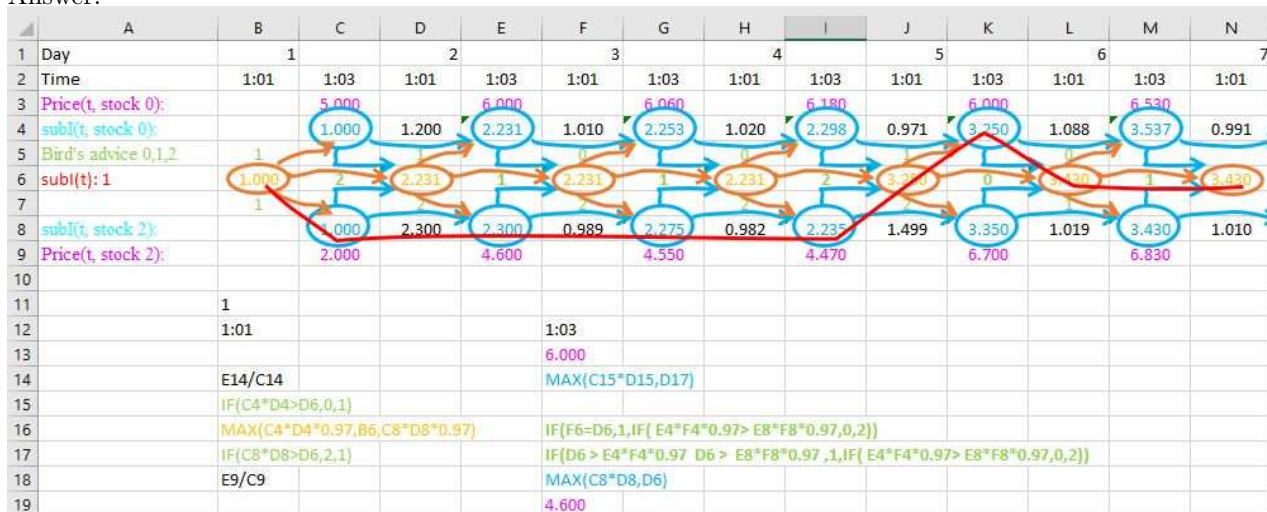 Answer:
A B C D E F G H I J K L M N
1 Day 1 2 3 4 5 6 7
2 Time 1:01 1:03 1:01 1:03 1:01 1:03 1:01 1:03 1:01 1:03 1:01 1:03 1:01
3 Price(t, stock 0): 5.000 6.000 6.060 6.180 6.000 6.530
4 subI(t, stock 0): 1.000 1.200 2.231 1.010 2.253 1.020 2.298 0.971 3.250 1.088 3.537 0.991
5 Bird's advice 0,1,2 1
6 subI(t): 1 1.000 2 2.231 1 2.231 1 2.231 2 0 3.430 1 3.430
7 1
8 subI(t, stock 2): 1.000 2.300 2.300 0.989 2.275 0.982 2.235 1.499 3.350 1.019 3.430 1.010
9 Price(t, stock 2): 2.000 4.600 4.550 4.470 6.700 6.830
10
11 1
12 1:01 1:03
13 6.000
14 E14/C14 MAX(C15*D15,D17)
15 IF(C4*D4>D6,0,1)
16 MAX(C4*D4*0.97,B6,C8*D8*0.97) IF(F6=D6,1,IF( E4*F4*0.97> E8*F8*0.97,0,2))
17 IF(C8*D8>D6,2,1) IF(D6 > E4*F4*0.97 D6 > E8*F8*0.97 ,1,IF( E4*F4*0.97> E8*F8*0.97,0,2))
18 E9/C9 MAX(C8*D8,D6)
19 4.600